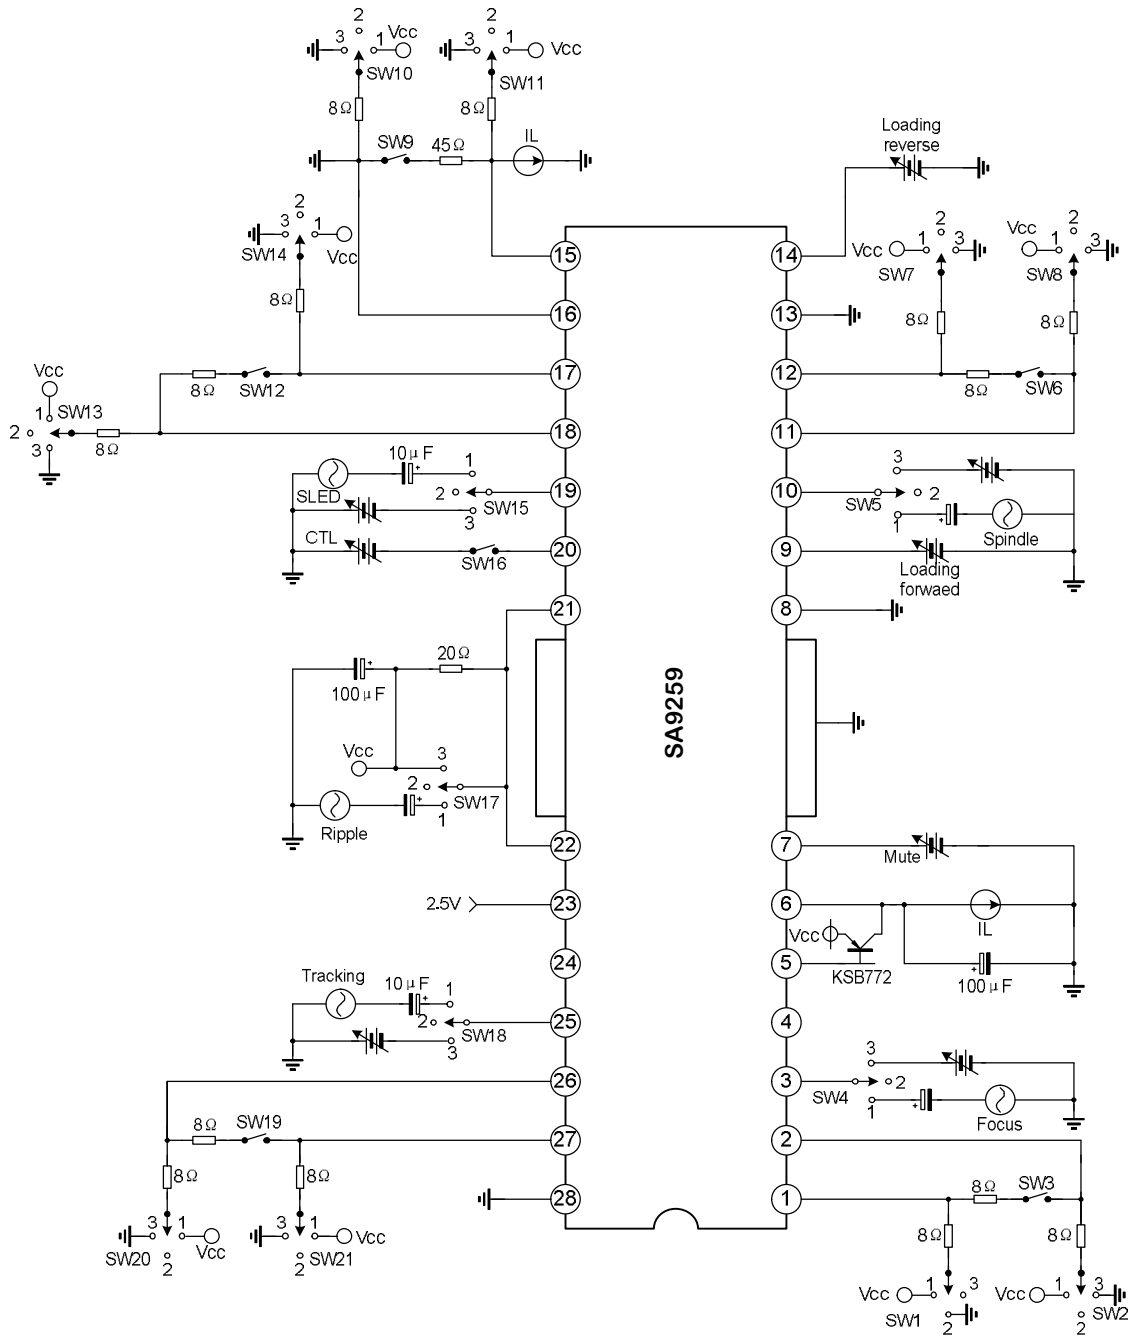 2
3 1 Vcc
SW10
8Ω
2
3 1 Vcc
SW11
8Ω
SW9 45Ω IL
Loading
reverse
2
3 1
SW14 Vcc
8Ω
15 14
Vcc 1 2 3
SW7
8Ω
Vcc 1 2 3
SW8
8Ω
16 13
Vcc
1 SW13
2
3 8Ω
8Ω SW12
17 12
8Ω SW6
18 11
SLED 10μF 1
2 SW15
3
19 10
3
SW5 2
1
Spindle
CTL SW16
20 9
Loading
forwaed
21 8
100μF 20Ω
SA9259
Vcc 3
2 SW17
1
Ripple
22 7
Mute
2.5V 23 6
IL
Vcc
KSB772
100μF
24 5
Tracking 10μF 1
2 SW18
3
25 4
26 3
3
SW4 2
1
Focus
8Ω SW19
27 2
8Ω 8Ω
28 1
8Ω SW3
8Ω 8Ω
3 1
SW20 Vcc
2
3 1 Vcc
SW21
2
Vcc 1 3
SW1
2
Vcc 1 3
SW2
2